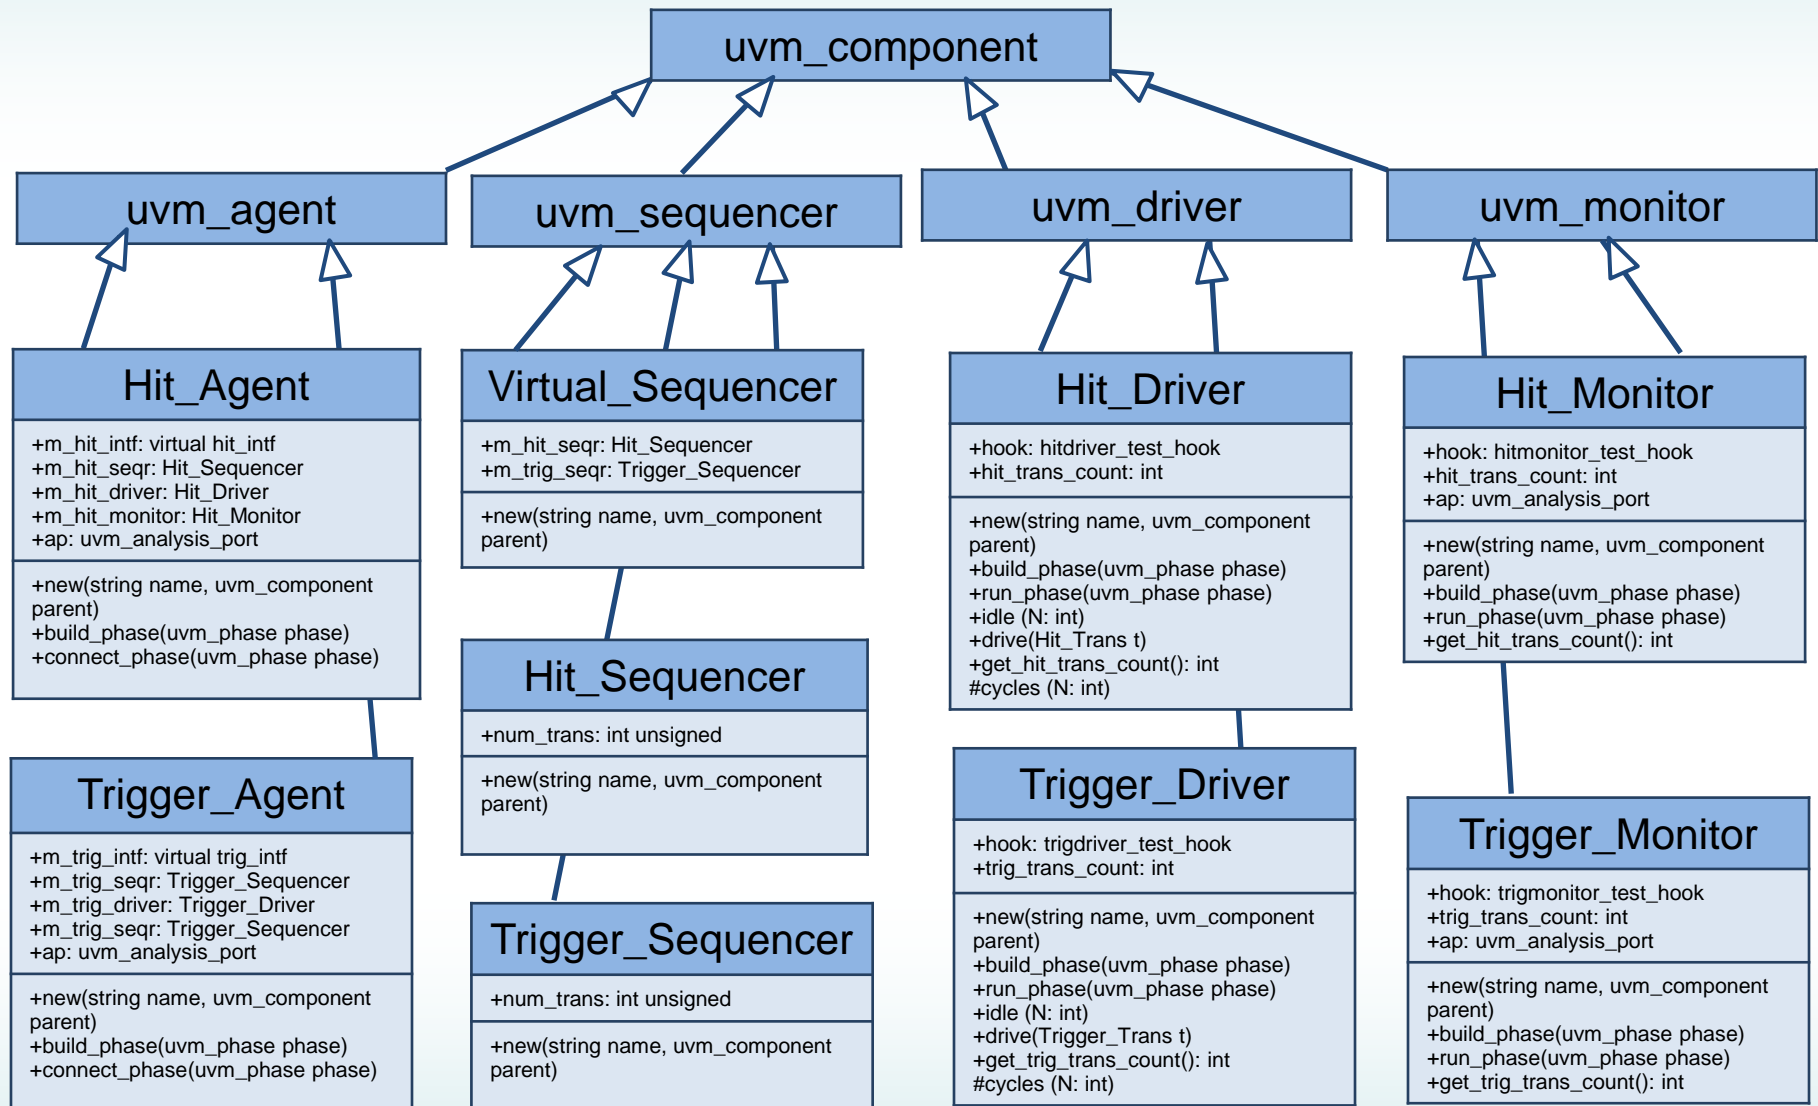 uvm_component
uvm_agent
uvm_sequencer
uvm_driver
uvm_monitor
Hit_Agent
+m_hit_intf: virtual hit_intf
+m_hit_seqr: Hit_Sequencer
+m_hit_driver: Hit_Driver
+m_hit_monitor: Hit_Monitor
+ap: uvm_analysis_port
+new(string name, uvm_component
parent)
+build_phase(uvm_phase phase)
+connect_phase(uvm_phase phase)
Trigger_Agent
+m_trig_intf: virtual trig_intf
+m_trig_seqr: Trigger_Sequencer
+m_trig_driver: Trigger_Driver
+m_trig_seqr: Trigger_Sequencer
+ap: uvm_analysis_port
+new(string name, uvm_component
parent)
+build_phase(uvm_phase phase)
+connect_phase(uvm_phase phase)
Virtual_Sequencer
+m_hit_seqr: Hit_Sequencer
+m_trig_seqr: Trigger_Sequencer
+new(string name, uvm_component
parent)
Hit_Sequencer
+num_trans: int unsigned
+new(string name, uvm_component
parent)
Trigger_Sequencer
+num_trans: int unsigned
+new(string name, uvm_component
parent)
Hit_Driver
+hook: hitdriver_test_hook
+hit_trans_count: int
+new(string name, uvm_component
parent)
+build_phase(uvm_phase phase)
+run_phase(uvm_phase phase)
+idle (N: int)
+drive(Hit_Trans t)
+get_hit_trans_count(): int
#cycles (N: int)
Trigger_Driver
+hook: trigdriver_test_hook
+trig_trans_count: int
+new(string name, uvm_component
parent)
+build_phase(uvm_phase phase)
+run_phase(uvm_phase phase)
+idle (N: int)
+drive(Trigger_Trans t)
+get_trig_trans_count(): int
#cycles (N: int)
Hit_Monitor
+hook: hitmonitor_test_hook
+hit_trans_count: int
+ap: uvm_analysis_port
+new(string name, uvm_component
parent)
+build_phase(uvm_phase phase)
+run_phase(uvm_phase phase)
+get_hit_trans_count(): int
Trigger_Monitor
+hook: trigmonitor_test_hook
+trig_trans_count: int
+ap: uvm_analysis_port
+new(string name, uvm_component
parent)
+build_phase(uvm_phase phase)
+run_phase(uvm_phase phase)
+get_trig_trans_count(): int